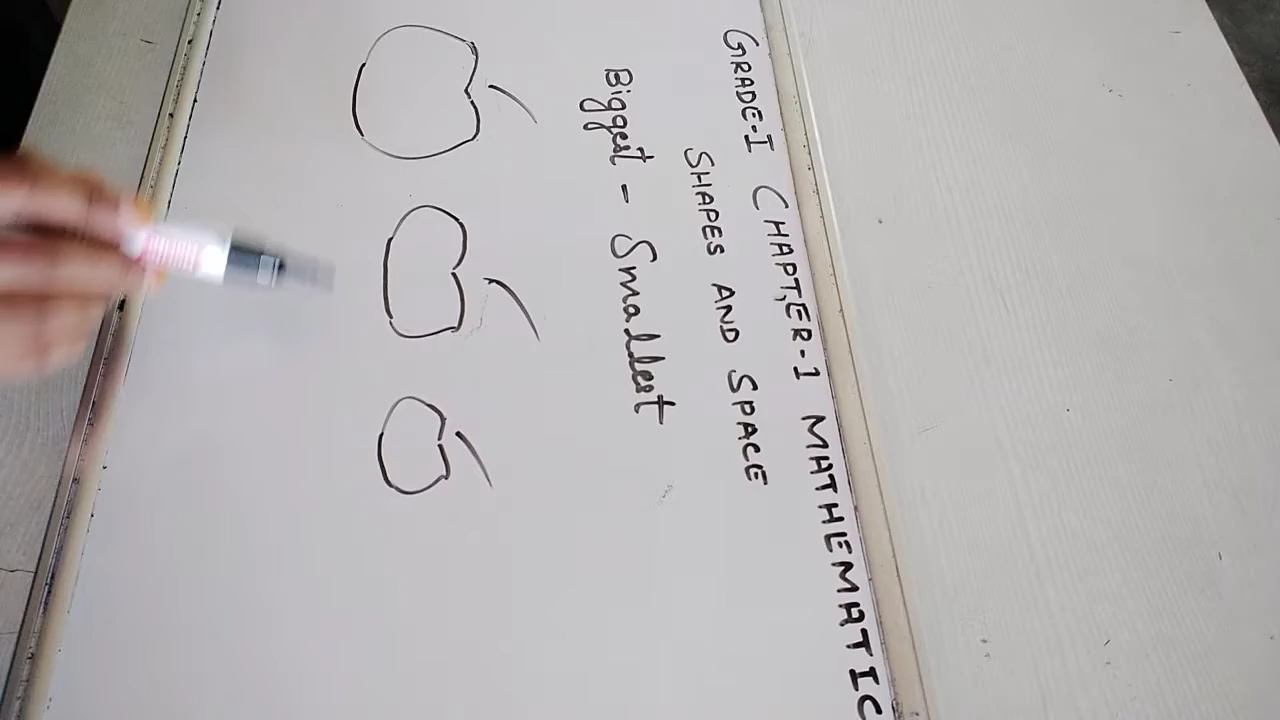 GRADE-I CHAPTER-1 MATHEMATIC
SHAPES AND SPACE
Biggest - Smallest